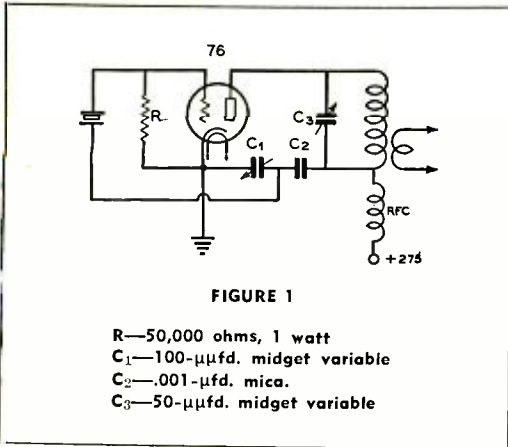 76
R
C₃
C₁
C₂
RFC
+275
FIGURE 1
R—50,000 ohms, 1 watt
C₁—100-μμfd. midget variable
C₂—.001-μfd. mica.
C₃—50-μμfd. midget variable